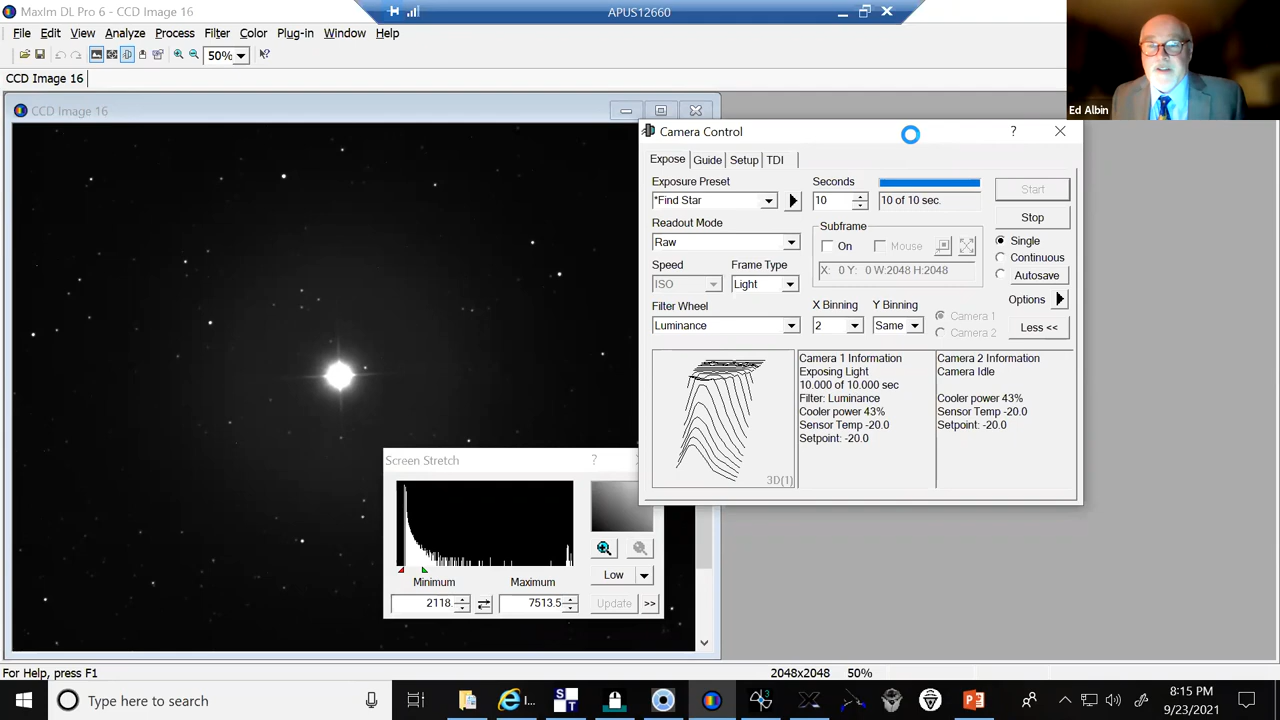 MaxIm DL Pro 6 - CCD Image 16
APUS12660
File Edit View Analyze Process Filter Color Plug-in Window Help
50%
CCD Image 16
CCD Image 16
Ed Albin
Camera Control
?
Expose Guide Setup TDI
Exposure Preset
*Find Star
Seconds
10
10 of 10 sec.
Start
Stop
Readout Mode
Raw
Subframe
On Mouse
X: 0 Y: 0 W:2048 H:2048
Single
Continuous
Autosave
Speed
ISO
Frame Type
Light
Options
Filter Wheel
Luminance
X Binning
2
Y Binning
Same
Camera 1
Camera 2
Less <<
3D(1)
Camera 1 Information
Exposing Light
10.000 of 10.000 sec
Filter: Luminance
Cooler power 43%
Sensor Temp -20.0
Setpoint: -20.0
Camera 2 Information
Camera Idle
Cooler power 43%
Sensor Temp -20.0
Setpoint: -20.0
Screen Stretch
?
Low
Minimum
Maximum
2118.
7513.5
Update
>>
For Help, press F1
2048x2048 50%
Type here to search
8:15 PM
9/23/2021